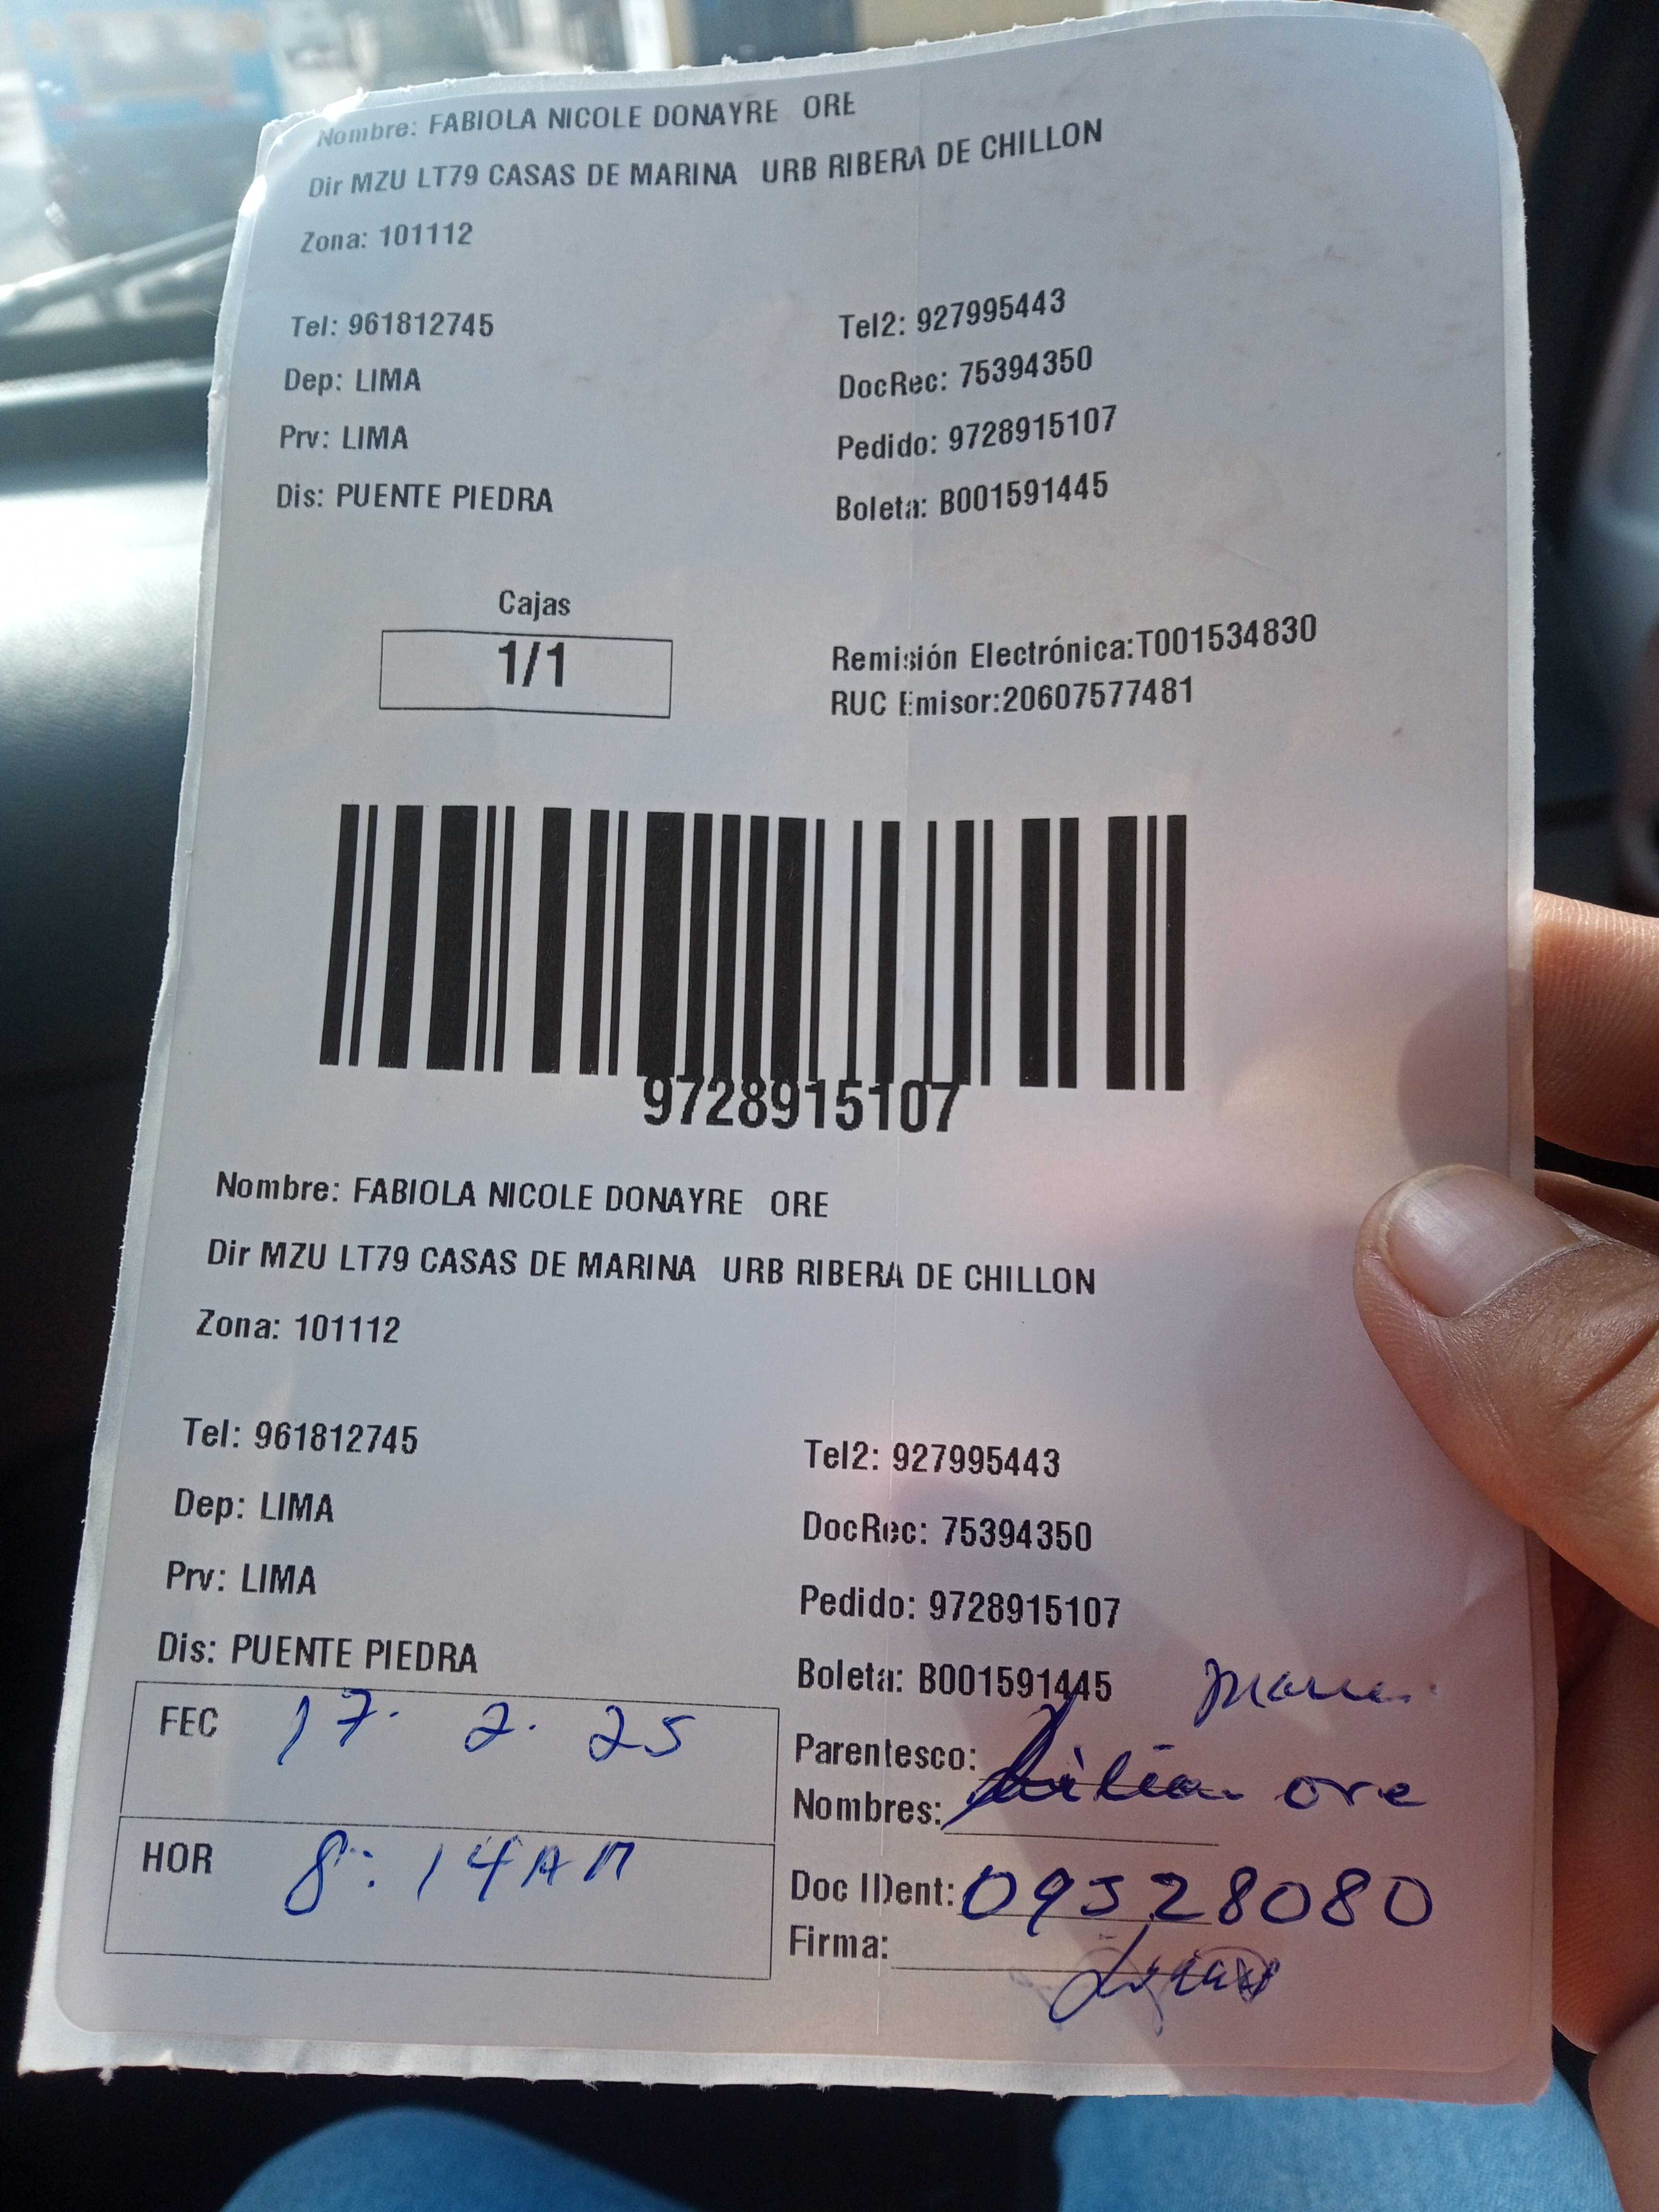 Nombre: FABIOLA NICOLE DONAYRE ORE
Dir MZU LT79 CASAS DE MARINA URB RIBERA DE CHILLON
Zona: 101112
Tel: 961812745 Tel2: 927995443
Dep: LIMA DocRec: 75394350
Prv: LIMA Pedido: 9728915107
Dis: PUENTE PIEDRA Boleta: B001591445
Cajas
1/1
Remisión Electrónica:T001534830
RUC Emisor:20607577481
9728915107
Nombre: FABIOLA NICOLE DONAYRE ORE
Dir MZU LT79 CASAS DE MARINA URB RIBERA DE CHILLON
Zona: 101112
Tel: 961812745 Tel2: 927995443
Dep: LIMA DocRec: 75394350
Prv: LIMA Pedido: 9728915107
Dis: PUENTE PIEDRA Boleta: B001591445
FEC 17. 2. 25
Parentesco:
Nombres: Lilian ore
HOR 8:14AM
Doc IDent: 09528080
Firma: